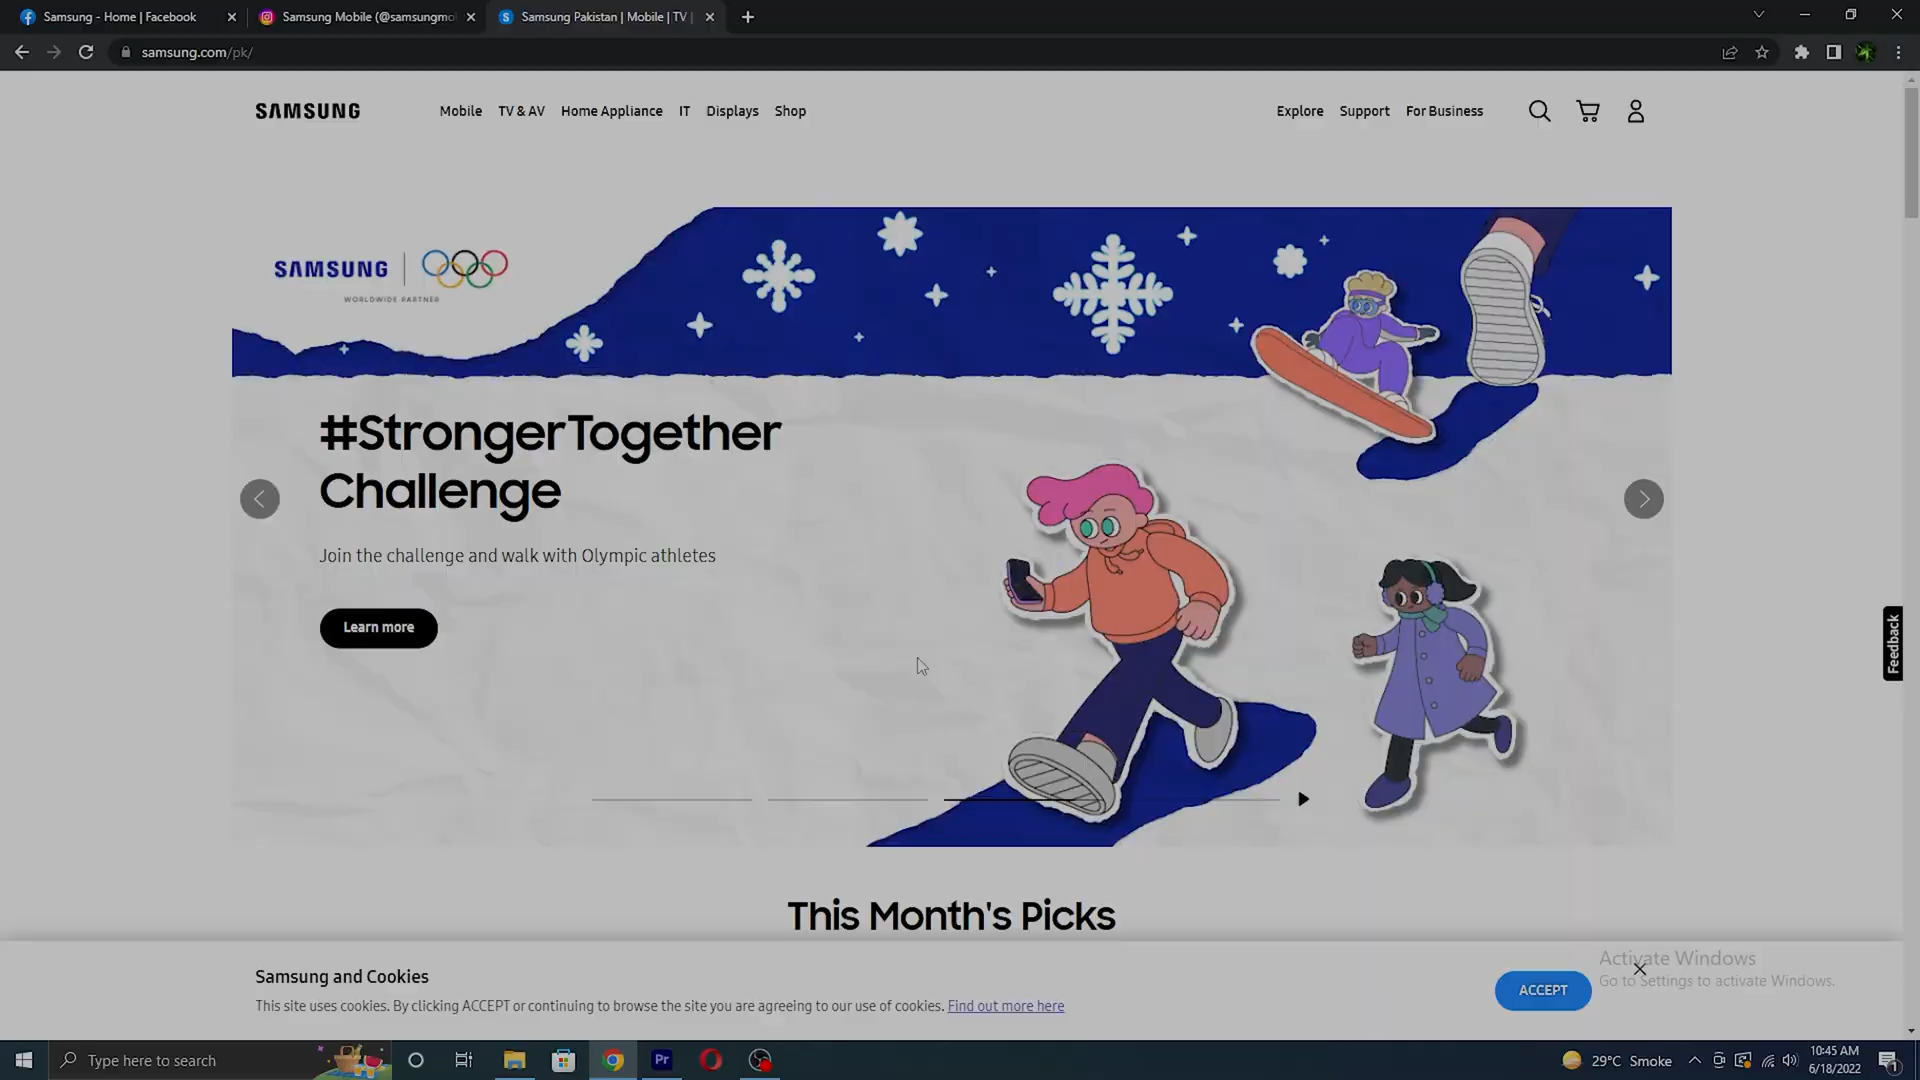 Samsung - Home | Facebook
Samsung Mobile (@samsungmo
Samsung Pakistan | Mobile | TV |
samsung.com/pk/
SAMSUNG
Mobile
TV & AV
Home Appliance
IT
Displays
Shop
Explore
Support
For Business
SAMSUNG
WORLDWIDE PARTNER
#StrongerTogether
Challenge
Join the challenge and walk with Olympic athletes
Learn more
Feedback
This Month's Picks
Samsung and Cookies
This site uses cookies. By clicking ACCEPT or continuing to browse the site you are agreeing to our use of cookies. Find out more here
ACCEPT
Activate Windows
Go to Settings to activate Windows.
Type here to search
Pr
29°C Smoke
10:45 AM
6/18/2022
1